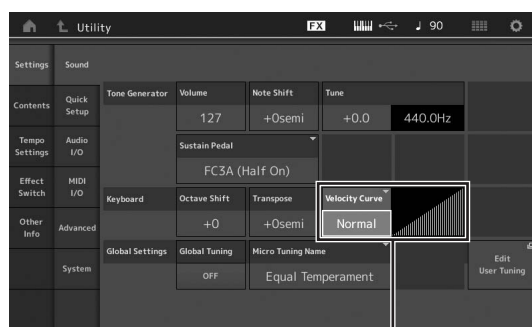 Utility
FX
90
Settings
Sound
Contents
Quick Setup
Tone Generator
Volume
Note Shift
Tune
127
+0semi
+0.0
440.0Hz
Tempo Settings
Audio I/O
Sustain Pedal
FC3A (Half On)
Effect Switch
MIDI I/O
Keyboard
Octave Shift
Transpose
Velocity Curve
Other Info
Advanced
+0
+0semi
Normal
Global Settings
Global Tuning
Micro Tuning Name
System
OFF
Equal Temperament
Edit
User Tuning